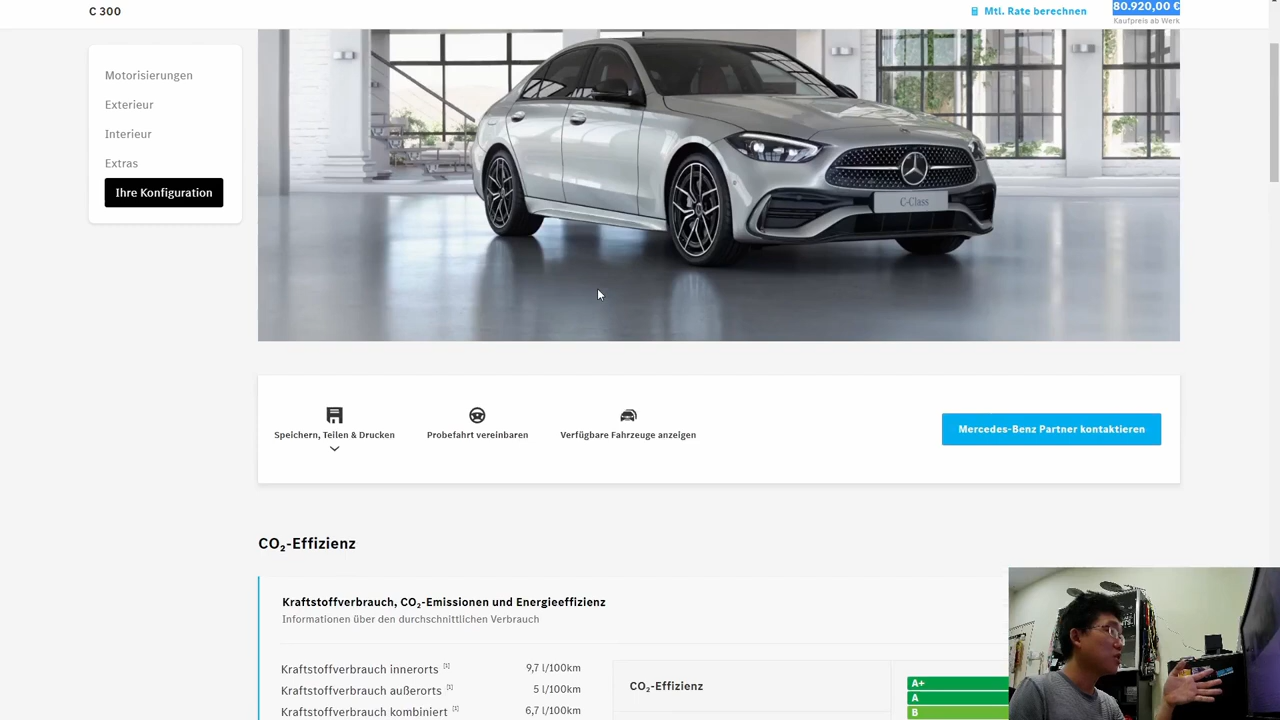 C 300
Mtl. Rate berechnen
80.920,00 €
Kaufpreis ab Werk
Motorisierungen
Exterieur
Interieur
Extras
Ihre Konfiguration
C-Class
Speichern, Teilen & Drucken
Probefahrt vereinbaren
Verfügbare Fahrzeuge anzeigen
Mercedes-Benz Partner kontaktieren
CO₂-Effizienz
Kraftstoffverbrauch, CO₂-Emissionen und Energieeffizienz
Informationen über den durchschnittlichen Verbrauch
Kraftstoffverbrauch innerorts [1] 9,7 l/100km
Kraftstoffverbrauch außerorts [1] 5 l/100km
Kraftstoffverbrauch kombiniert [1] 6,7 l/100km
CO₂-Effizienz
A+
A
B